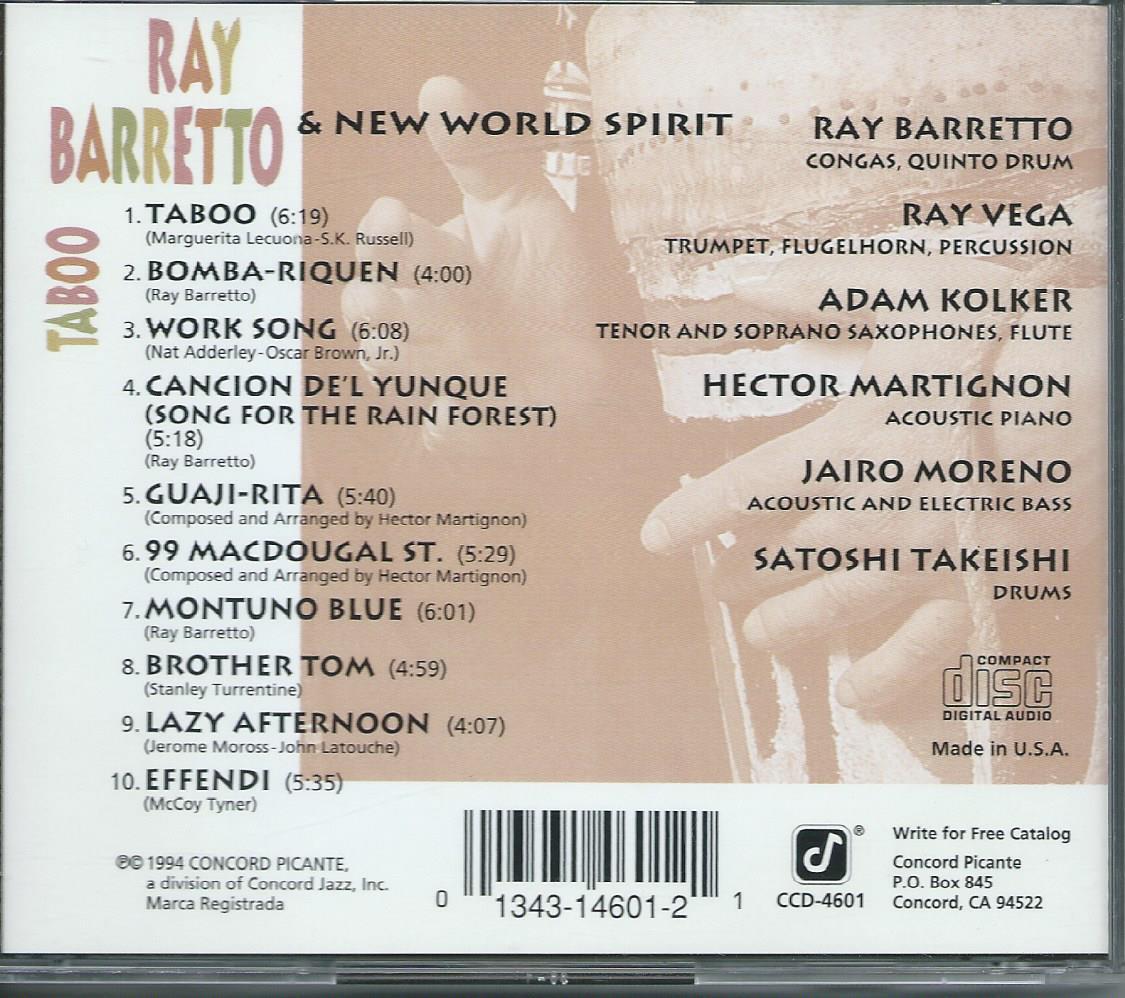 RAY
BARRETTO
& NEW WORLD SPIRIT
TABOO
1. TABOO (6:19)
(Marguerita Lecuona-S.K. Russell)
2. BOMBA-RIQUEN (4:00)
(Ray Barretto)
3. WORK SONG (6:08)
(Nat Adderley-Oscar Brown, Jr.)
4. CANCION DE'L YUNQUE
(SONG FOR THE RAIN FOREST)
(5:18)
(Ray Barretto)
5. GUAJI-RITA (5:40)
(Composed and Arranged by Hector Martignon)
6. 99 MACDOUGAL ST. (5:29)
(Composed and Arranged by Hector Martignon)
7. MONTUNO BLUE (6:01)
(Ray Barretto)
8. BROTHER TOM (4:59)
(Stanley Turrentine)
9. LAZY AFTERNOON (4:07)
(Jerome Moross-John Latouche)
10. EFFENDI (5:35)
(McCoy Tyner)
RAY BARRETTO
CONGAS, QUINTO DRUM
RAY VEGA
TRUMPET, FLUGELHORN, PERCUSSION
ADAM KOLKER
TENOR AND SOPRANO SAXOPHONES, FLUTE
HECTOR MARTIGNON
ACOUSTIC PIANO
JAIRO MORENO
ACOUSTIC AND ELECTRIC BASS
SATOSHI TAKEISHI
DRUMS
COMPACT
disc
DIGITAL AUDIO
Made in U.S.A.
℗© 1994 CONCORD PICANTE,
a division of Concord Jazz, Inc.
Marca Registrada
0 1343-14601-2 1
®
CCD-4601
Write for Free Catalog
Concord Picante
P.O. Box 845
Concord, CA 94522